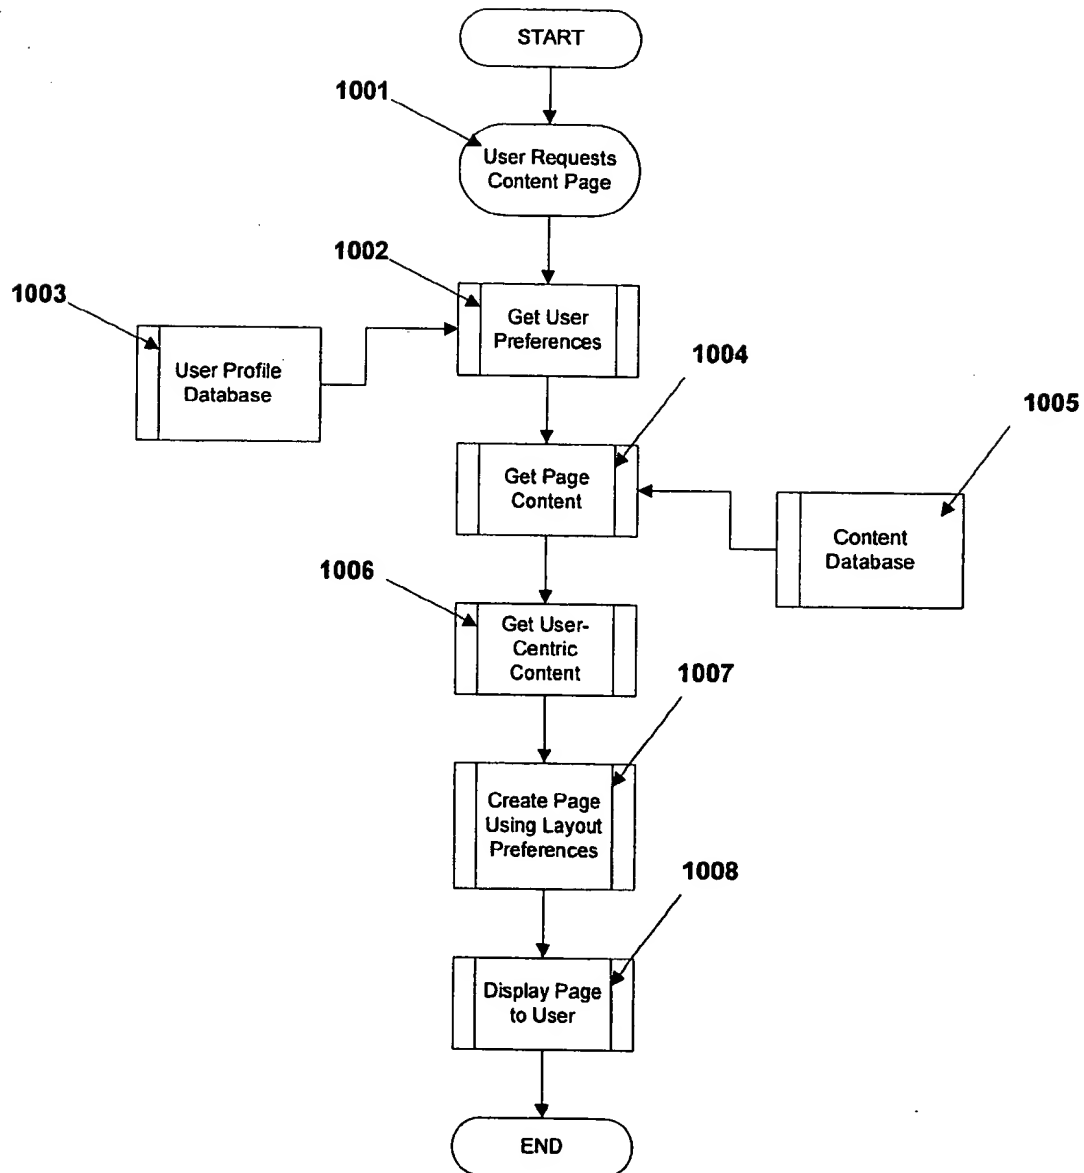 START
1001
User Requests
Content Page
1002
1003
Get User
Preferences
User Profile
Database
1004
1005
Get Page
Content
Content
Database
1006
Get User-
Centric
Content
1007
Create Page
Using Layout
Preferences
1008
Display Page
to User
END